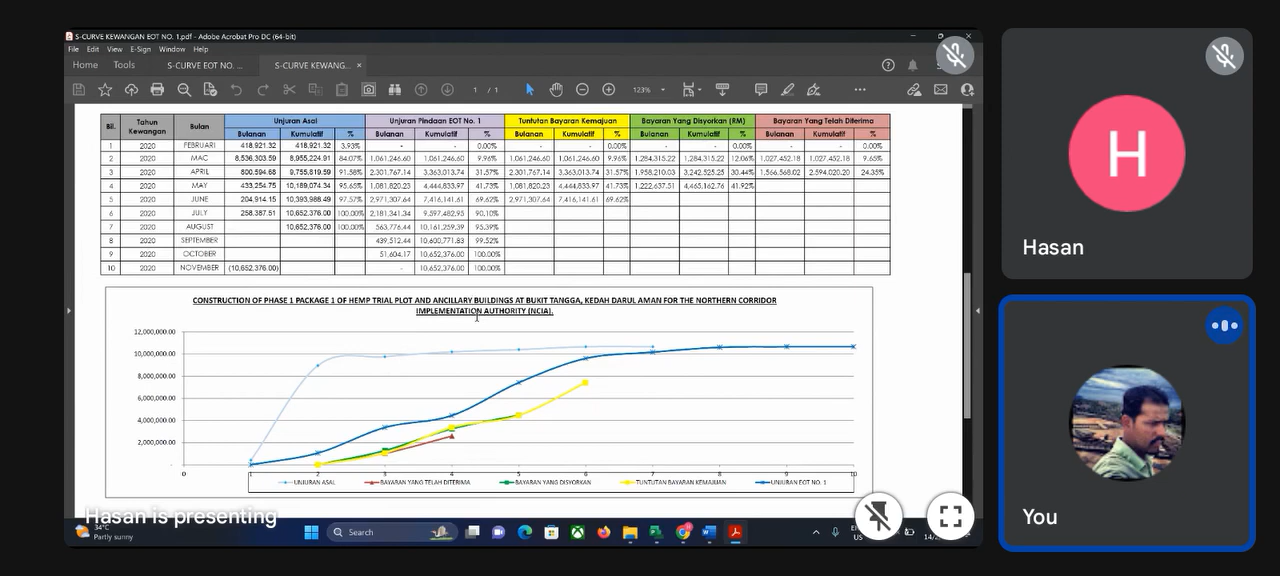 S-CURVE KEWANGAN EOT NO. 1.pdf - Adobe Acrobat Pro DC (64-bit)
File Edit View E-Sign Window Help
Home Tools S-CURVE EOT NO. ... S-CURVE KEWANG... ×
1 / 1 123%
Bil. Tahun Kewangan Bulan Unjuran Asal Unjuran Pindaan EOT No. 1 Tuntutan Bayaran Kemajuan Bayaran Yang Disyorkan (RM) Bayaran Yang Telah Diterima
Bulanan Kumulatif % Bulanan Kumulatif % Bulanan Kumulatif % Bulanan Kumulatif % Bulanan Kumulatif %
1 2020 FEBRUARI 418,921.32 418,921.32 3.93% - - 0.00% - - 0.00% - - 0.00% - - 0.00%
2 2020 MAC 8,536,303.59 8,955,224.91 84.07% 1,061,246.60 1,061,246.60 9.96% 1,061,246.60 1,061,246.60 9.96% 1,284,315.22 1,284,315.22 12.06% 1,027,452.18 1,027,452.18 9.65%
3 2020 APRIL 800,594.68 9,755,819.59 91.58% 2,301,767.14 3,363,013.74 31.57% 2,301,767.14 3,363,013.74 31.57% 1,958,210.03 3,242,525.25 30.44% 1,566,568.02 2,594,020.20 24.35%
4 2020 MAY 433,254.75 10,189,074.34 95.65% 1,081,820.23 4,444,833.97 41.73% 1,081,820.23 4,444,833.97 41.73% 1,222,637.51 4,465,162.76 41.92%
5 2020 JUNE 204,914.15 10,393,988.49 97.57% 2,971,307.64 7,416,141.61 69.62% 2,971,307.64 7,416,141.61 69.62%
6 2020 JULY 258,387.51 10,652,376.00 100.00% 2,181,341.34 9,597,482.95 90.10%
7 2020 AUGUST 10,652,376.00 100.00% 563,776.44 10,161,259.39 95.39%
8 2020 SEPTEMBER 439,512.44 10,600,771.83 99.52%
9 2020 OCTOBER 51,604.17 10,652,376.00 100.00%
10 2020 NOVEMBER (10,652,376.00) - 10,652,376.00 100.00%
CONSTRUCTION OF PHASE 1 PACKAGE 1 OF HEMP TRIAL PLOT AND ANCILLARY BUILDINGS AT BUKIT TANGGA, KEDAH DARUL AMAN FOR THE NORTHERN CORRIDOR
IMPLEMENTATION AUTHORITY (NCIA).
12,000,000.00
10,000,000.00
8,000,000.00
6,000,000.00
4,000,000.00
2,000,000.00
-
0 1 2 3 4 5 6 7 8 9 10
UNJURAN ASAL BAYARAN YANG TELAH DITERIMA BAYARAN YANG DISYORKAN TUNTUTAN BAYARAN KEMAJUAN UNJURAN EOT NO. 1
Hasan is presenting
34°C
Partly sunny
Search
US
H
Hasan
You